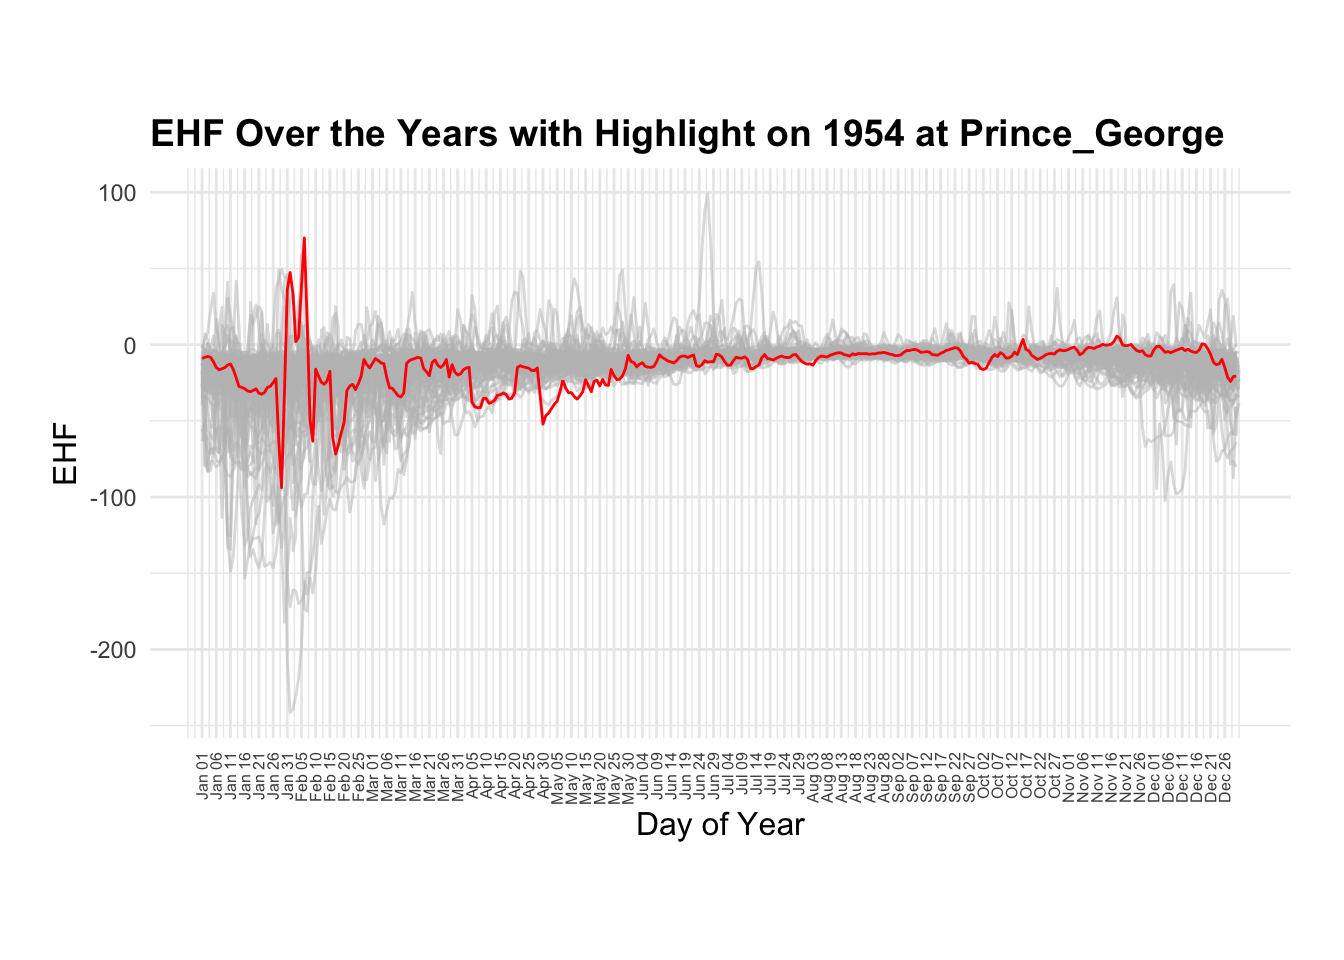 EHF Over the Years with Highlight on 1954 at Prince_George
EHF
100
0
-100
-200
Jan 01
Jan 06
Jan 11
Jan 16
Jan 21
Jan 26
Jan 31
Feb 05
Feb 10
Feb 15
Feb 20
Feb 25
Mar 01
Mar 06
Mar 11
Mar 16
Mar 21
Mar 26
Mar 31
Apr 05
Apr 10
Apr 15
Apr 20
Apr 25
Apr 30
May 05
May 10
May 15
May 20
May 25
May 30
Jun 04
Jun 09
Jun 14
Jun 19
Jun 24
Jun 29
Jul 04
Jul 09
Jul 14
Jul 19
Jul 24
Jul 29
Aug 03
Aug 08
Aug 13
Aug 18
Aug 23
Aug 28
Sep 02
Sep 07
Sep 12
Sep 17
Sep 22
Sep 27
Oct 02
Oct 07
Oct 12
Oct 17
Oct 22
Oct 27
Nov 01
Nov 06
Nov 11
Nov 16
Nov 21
Nov 26
Dec 01
Dec 06
Dec 11
Dec 16
Dec 21
Dec 26
Day of Year